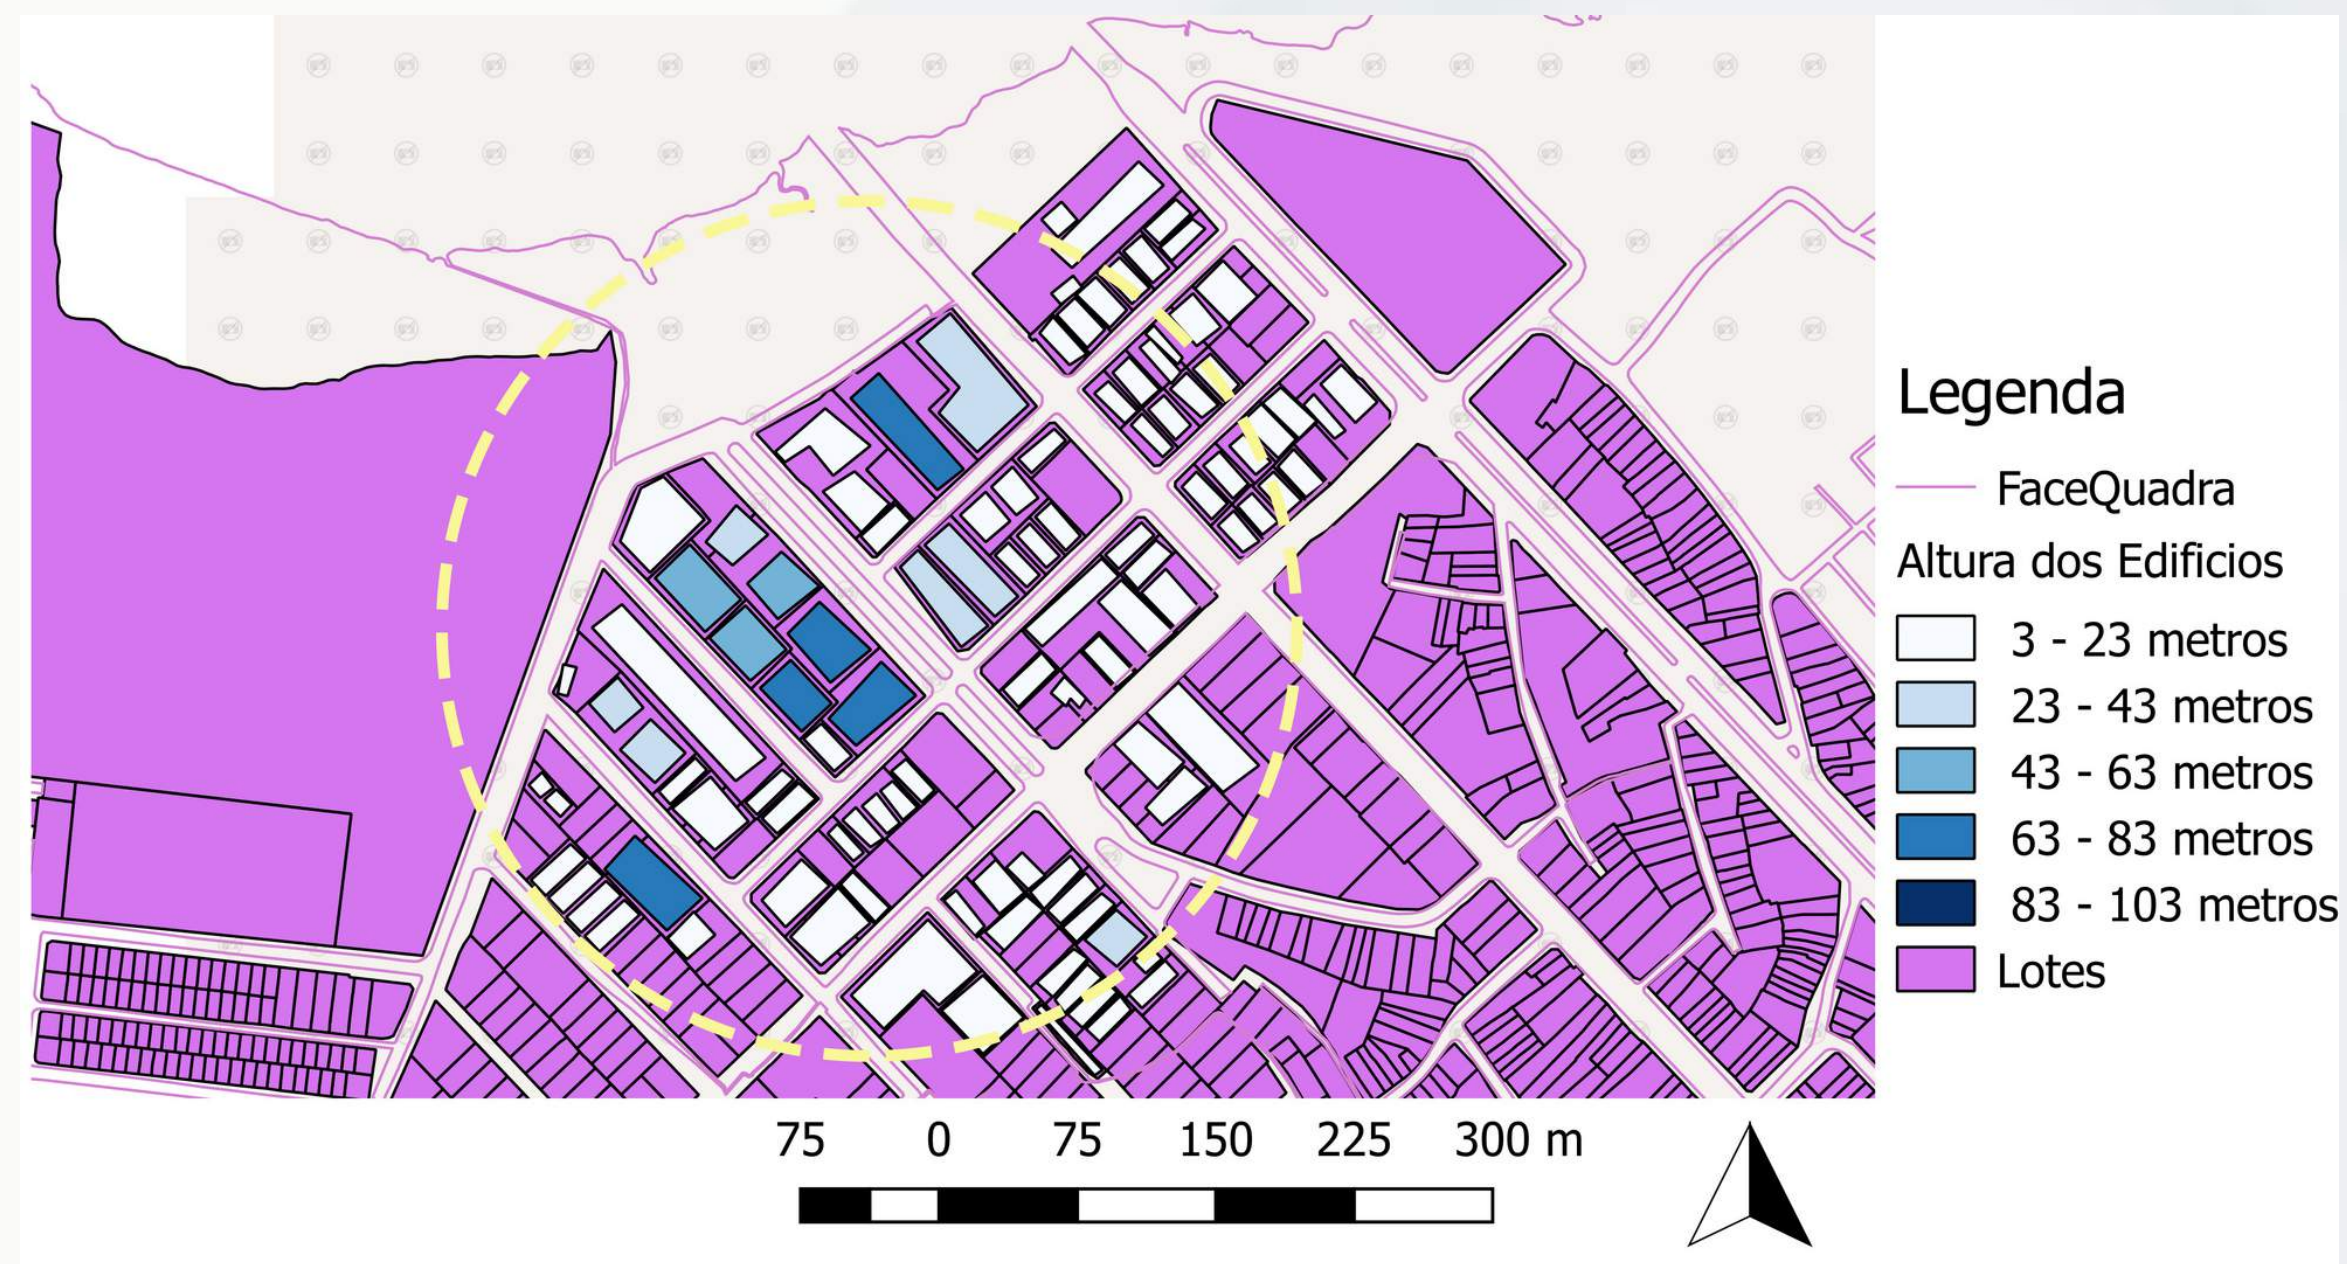 Legenda
FaceQuadra
Altura dos Edificios
3 - 23 metros
23 - 43 metros
43 - 63 metros
63 - 83 metros
83 - 103 metros
Lotes
75 0 75 150 225 300 m